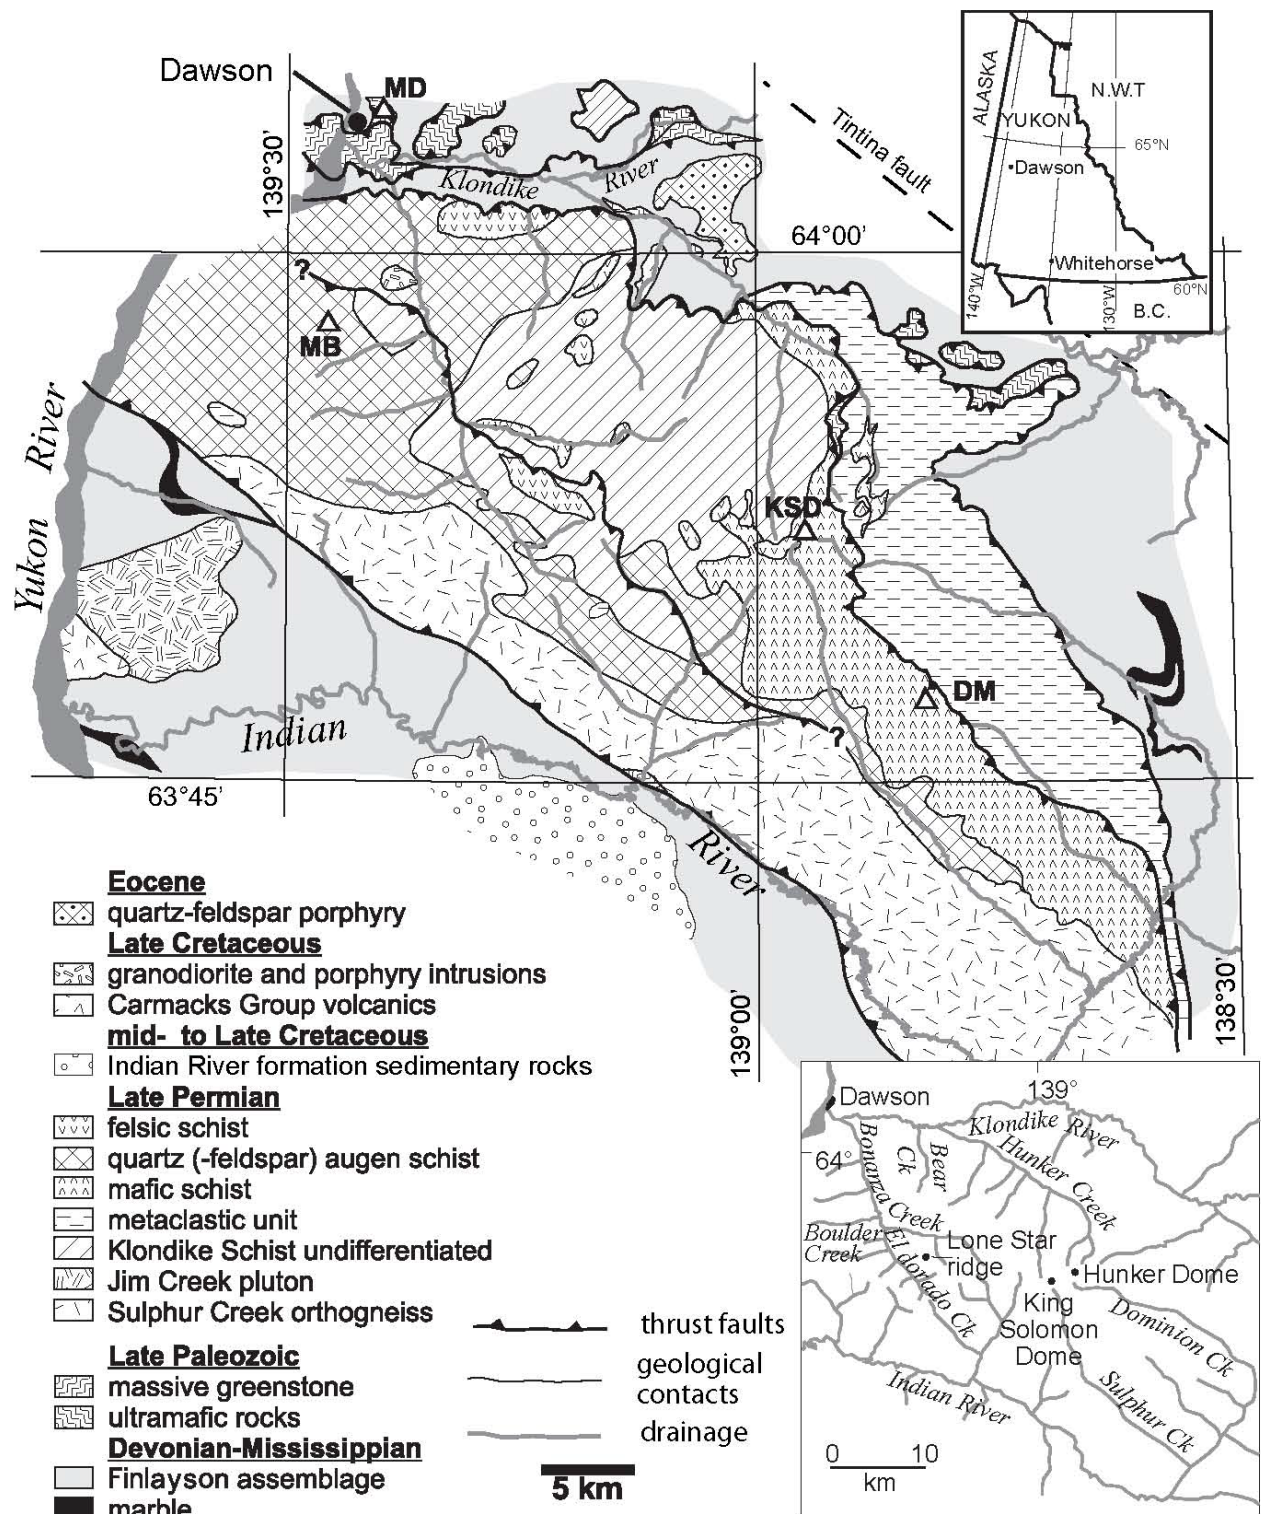 Dawson
MD
139°30'
Klondike
River
Tintina fault
64°00'
ALASKA
N.W.T
YUKON
65°N
Dawson
Whitehorse
60°N
140°W
130°W
B.C.
?
MB
Yukon River
KSD
DM
?
Indian
River
63°45'
139°00'
138°30'
Eocene
quartz-feldspar porphyry
Late Cretaceous
granodiorite and porphyry intrusions
Carmacks Group volcanics
mid- to Late Cretaceous
Indian River formation sedimentary rocks
Late Permian
felsic schist
quartz (-feldspar) augen schist
mafic schist
metaclastic unit
Klondike Schist undifferentiated
Jim Creek pluton
Sulphur Creek orthogneiss
Late Paleozoic
massive greenstone
ultramafic rocks
Devonian-Mississippian
Finlayson assemblage
marble
thrust faults
geological
contacts
drainage
5 km
139°
Dawson
Klondike River
64°
Bonanza Creek
Bear
Ck
Hunker Creek
Boulder
Creek
Eldorado Ck
Lone Star
ridge
Hunker Dome
King
Solomon
Dome
Dominion Ck
Sulphur Ck
Indian River
0 10
km